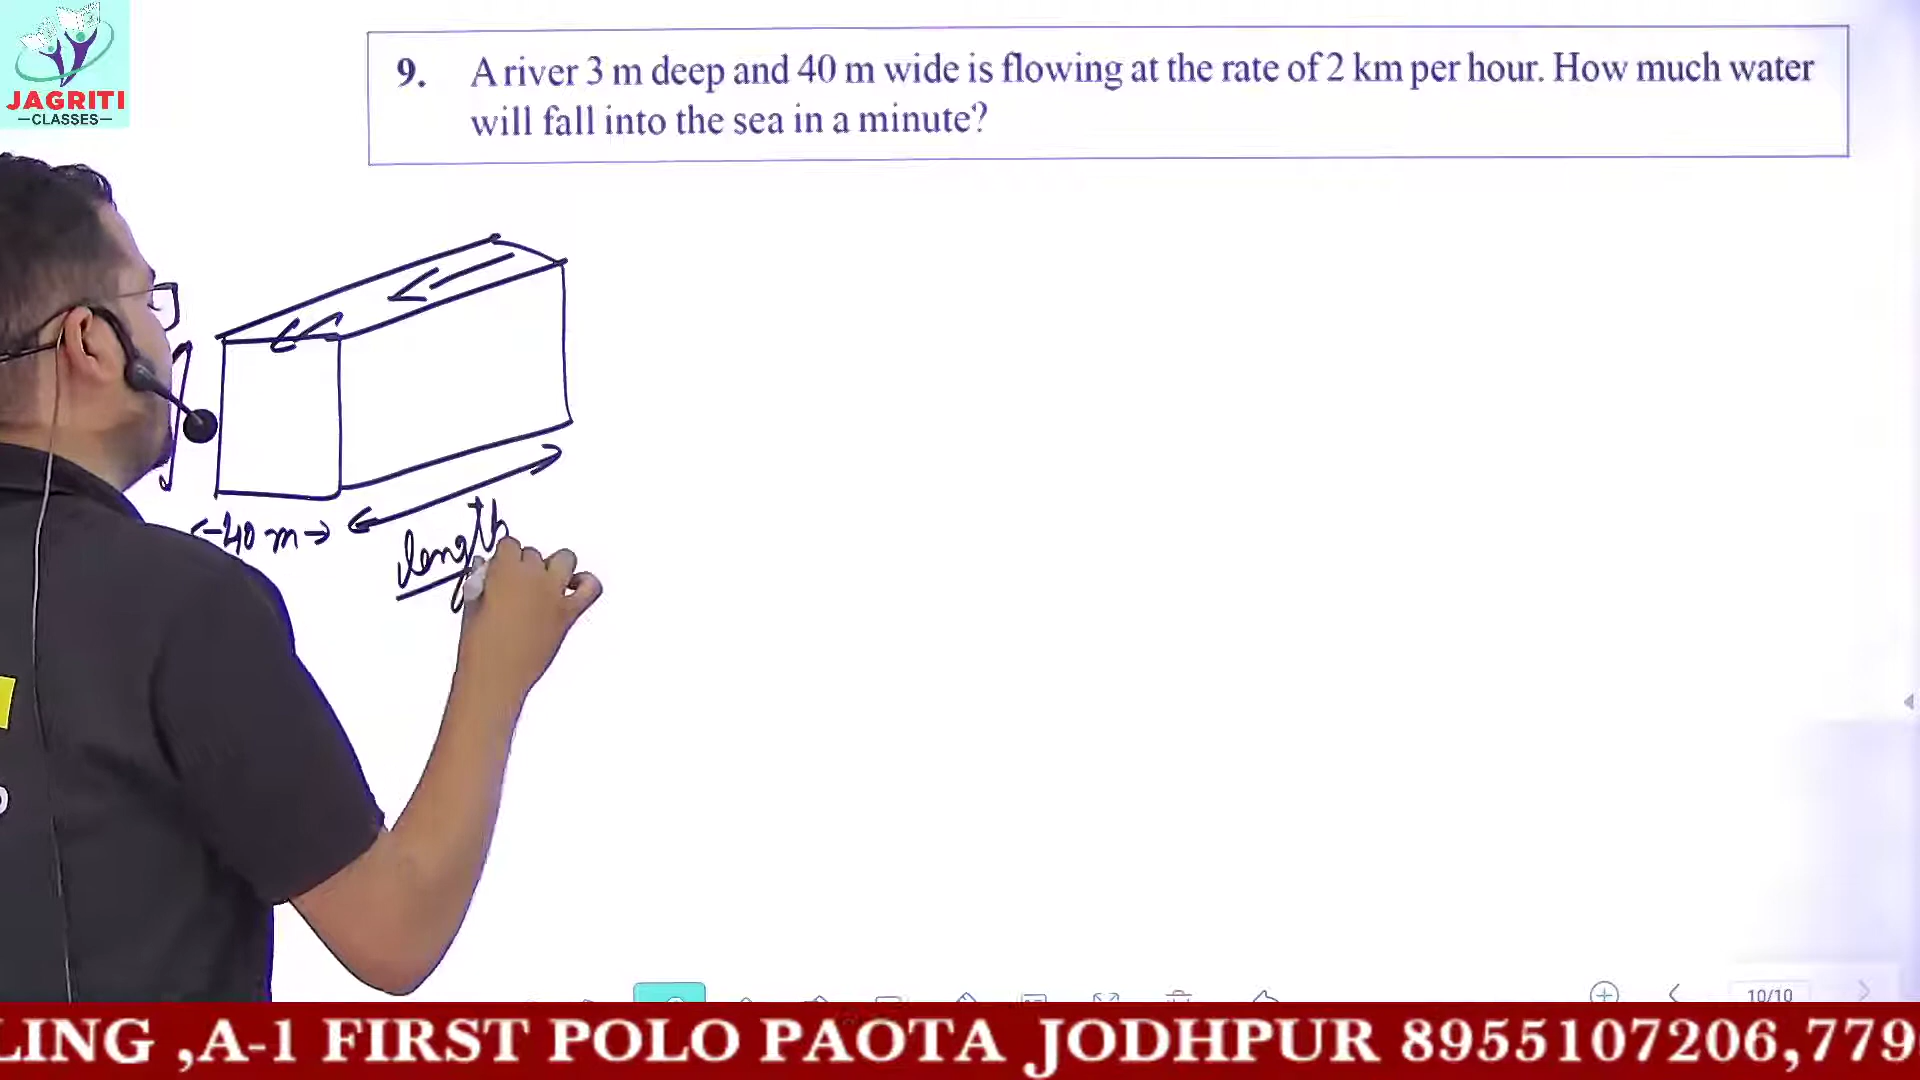 JAGRITI
CLASSES
9. A river 3 m deep and 40 m wide is flowing at the rate of 2 km per hour. How much water
will fall into the sea in a minute?
40 m
length
10/10
LING ,A-1 FIRST POLO PAOTA JODHPUR 8955107206,779